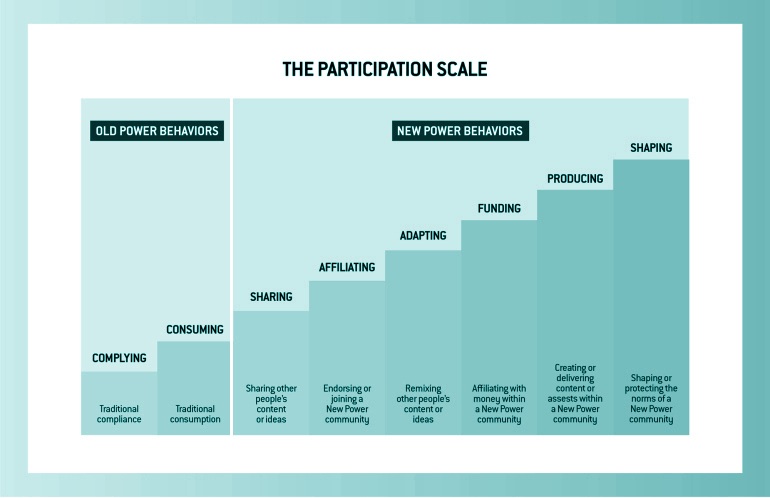 THE PARTICIPATION SCALE
OLD POWER BEHAVIORS
NEW POWER BEHAVIORS
COMPLYING
Traditional
compliance
CONSUMING
Traditional
consumption
SHARING
Sharing other
people's
content
or ideas
AFFILIATING
Endorsing or
joining a
New Power
community
ADAPTING
Remixing
other people's
content or
ideas
FUNDING
Affiliating with
money within
a New Power
community
PRODUCING
Creating or
delivering
content or
assests within
a New Power
community
SHAPING
Shaping or
protecting the
norms of a
New Power
community